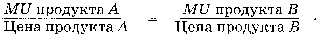 MU продукта A / Цена продукта A = MU продукта B / Цена продукта B .